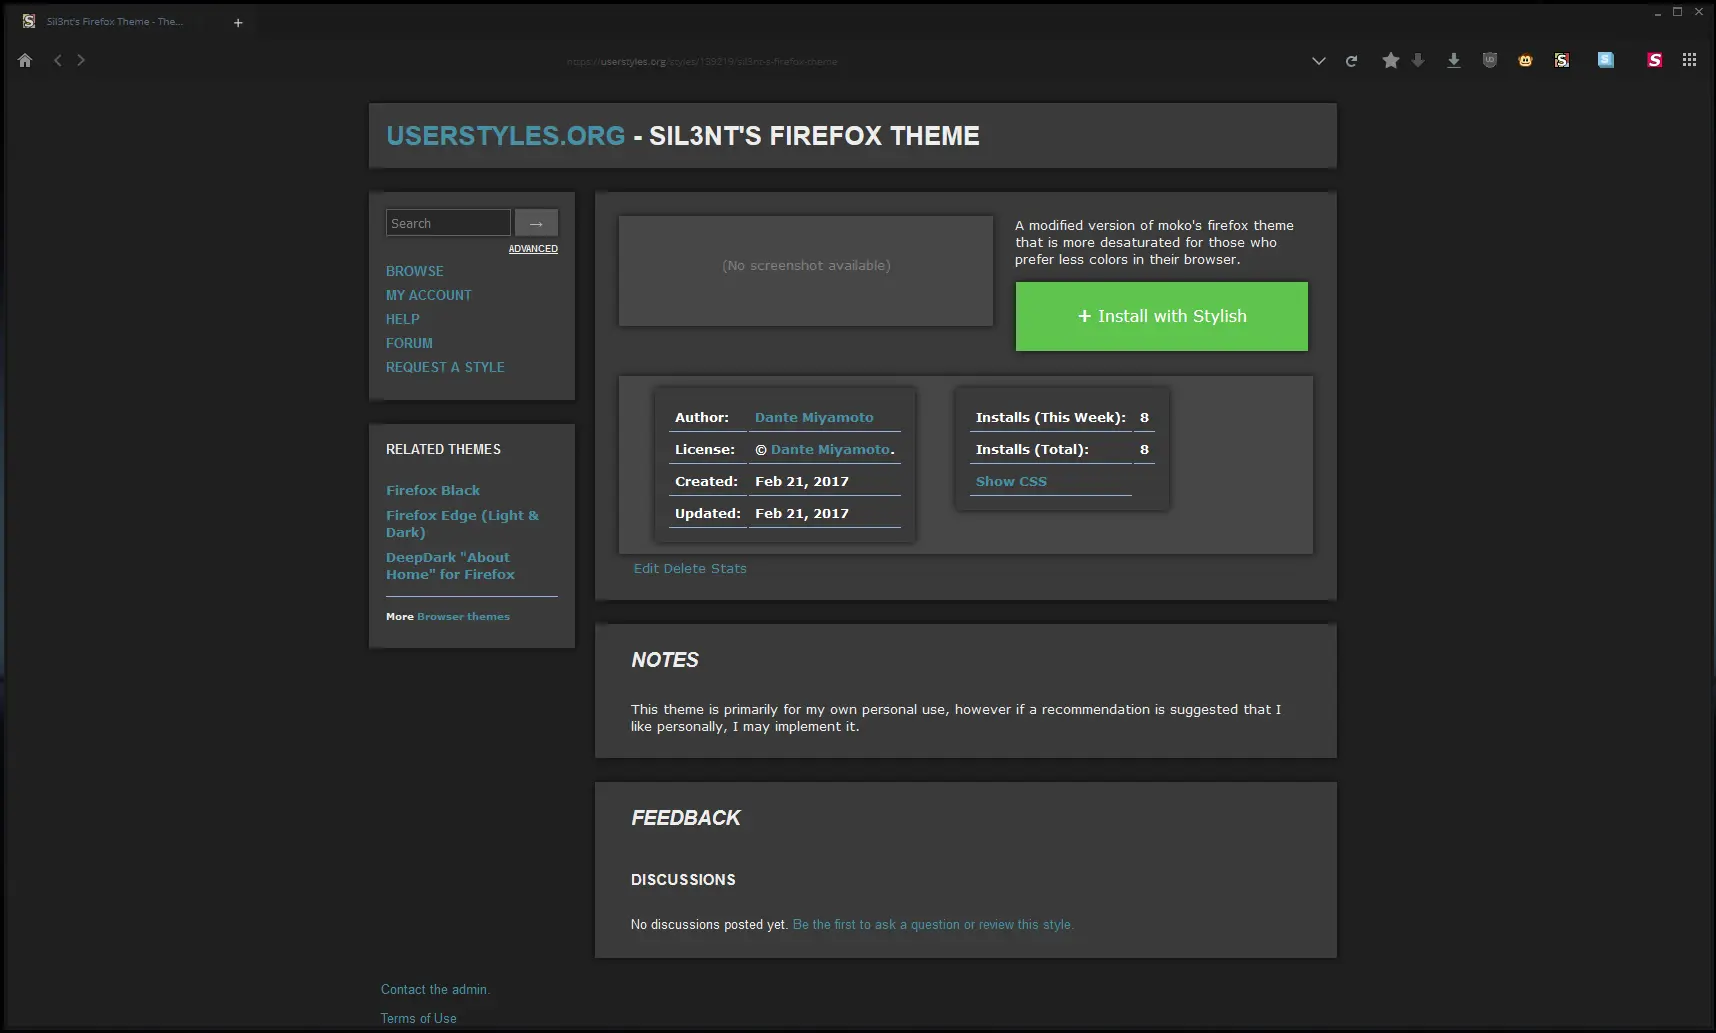 Sil3nt's Firefox Theme - The...
https://userstyles.org/styles/139219/sil3nt-s-firefox-theme
USERSTYLES.ORG - SIL3NT'S FIREFOX THEME
Search →
ADVANCED
BROWSE
MY ACCOUNT
HELP
FORUM
REQUEST A STYLE
RELATED THEMES
Firefox Black
Firefox Edge (Light &
Dark)
DeepDark "About
Home" for Firefox
More Browser themes
(No screenshot available)
A modified version of moko's firefox theme
that is more desaturated for those who
prefer less colors in their browser.
+ Install with Stylish
Author: Dante Miyamoto
License: © Dante Miyamoto.
Created: Feb 21, 2017
Updated: Feb 21, 2017
Installs (This Week): 8
Installs (Total): 8
Show CSS
Edit Delete Stats
NOTES
This theme is primarily for my own personal use, however if a recommendation is suggested that I
like personally, I may implement it.
FEEDBACK
DISCUSSIONS
No discussions posted yet. Be the first to ask a question or review this style.
Contact the admin.
Terms of Use